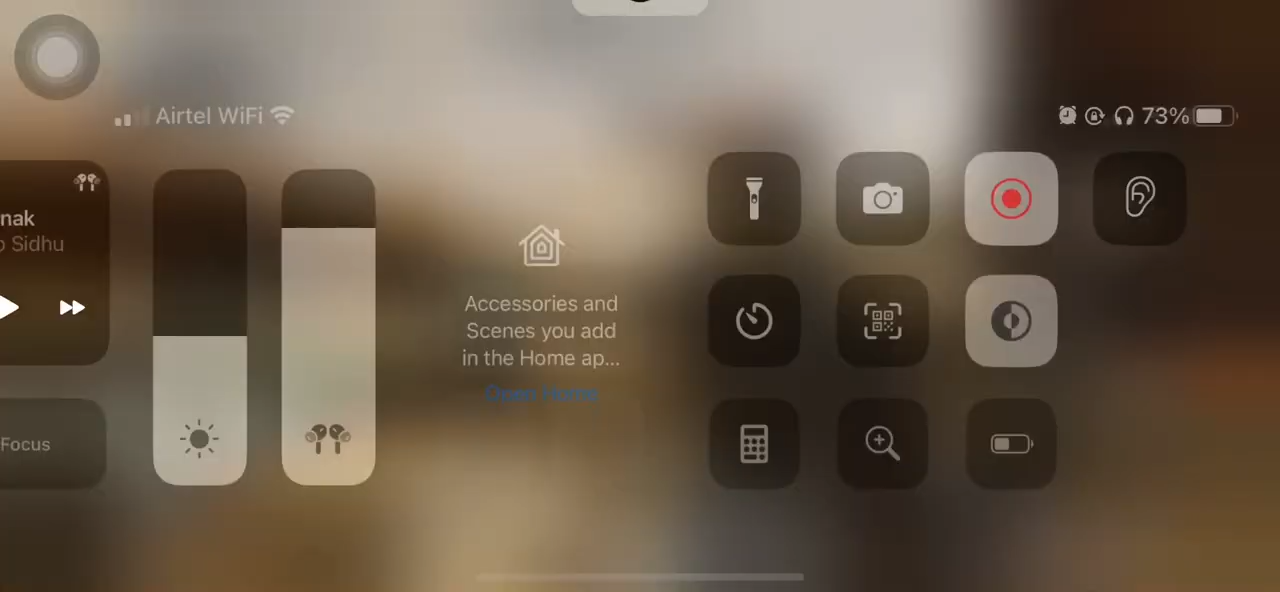 Airtel WiFi
73%
nak
Sidhu
Focus
Accessories and
Scenes you add
in the Home ap...
Open Home